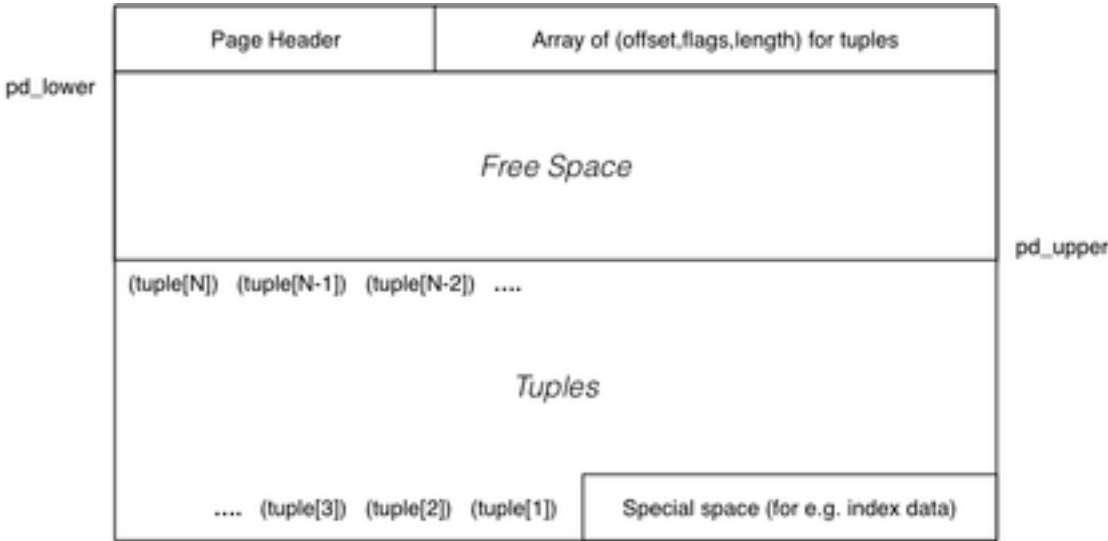 Page Header
Array of (offset,flags,length) for tuples
pd_lower
Free Space
pd_upper
(tuple[N]) (tuple[N-1]) (tuple[N-2]) ....
Tuples
.... (tuple[3]) (tuple[2]) (tuple[1])
Special space (for e.g. index data)